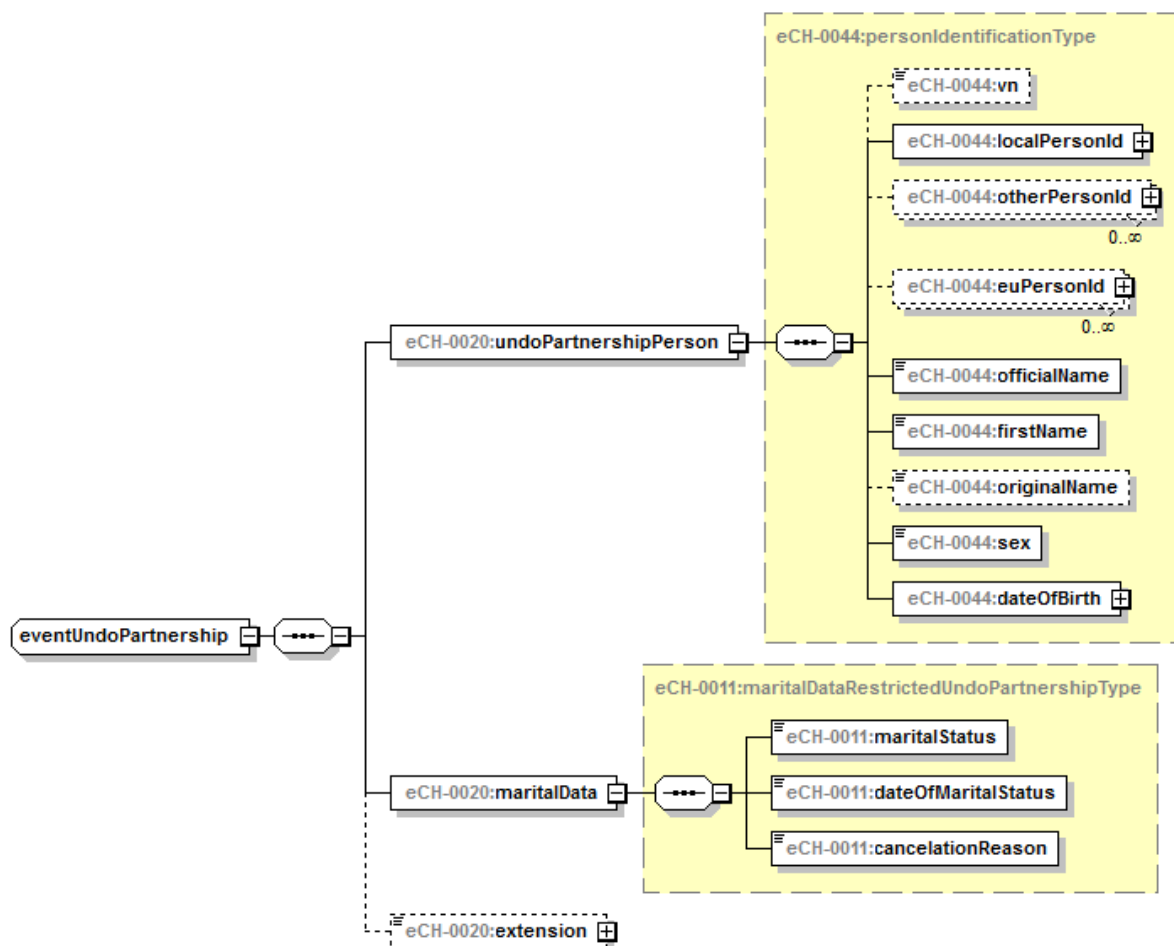 eCH-0044:personIdentificationType
eCH-0044:vn
eCH-0044:localPersonId
eCH-0044:otherPersonId
0..∞
eCH-0044:euPersonId
0..∞
eCH-0020:undoPartnershipPerson
eCH-0044:officialName
eCH-0044:firstName
eCH-0044:originalName
eCH-0044:sex
eCH-0044:dateOfBirth
eventUndoPartnership
eCH-0011:maritalDataRestrictedUndoPartnershipType
eCH-0011:maritalStatus
eCH-0020:maritalData
eCH-0011:dateOfMaritalStatus
eCH-0011:cancelationReason
eCH-0020:extension